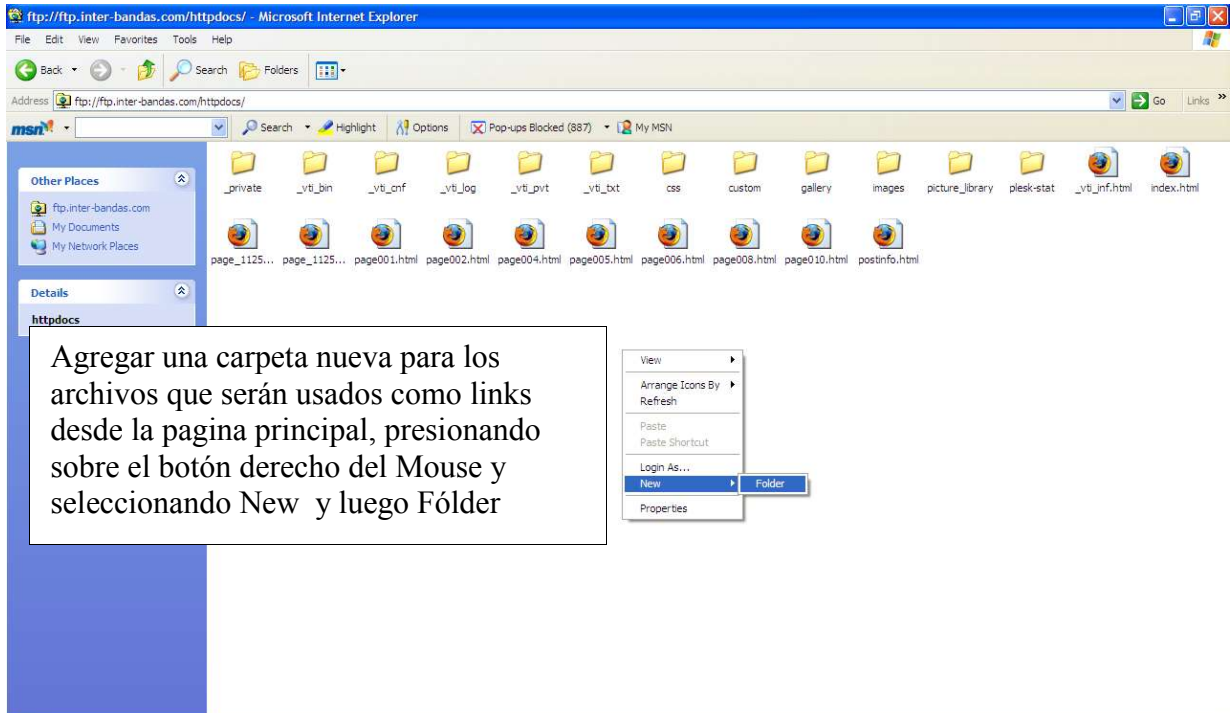 ftp://ftp.inter-bandas.com/httpdocs/ - Microsoft Internet Explorer
File Edit View Favorites Tools Help
Back Search Folders
Address ftp://ftp.inter-bandas.com/httpdocs/ Go Links »
msn Search Highlight Options Pop-ups Blocked (887) My MSN
Other Places
ftp.inter-bandas.com
My Documents
My Network Places
Details
httpdocs
_private _vti_bin _vti_cnf _vti_log _vti_pvt _vti_txt css custom gallery images picture_library plesk-stat _vti_inf.html index.html
page_1125... page_1125... page001.html page002.html page004.html page005.html page006.html page008.html page010.html postinfo.html
Agregar una carpeta nueva para los
archivos que serán usados como links
desde la pagina principal, presionando
sobre el botón derecho del Mouse y
seleccionando New y luego Fólder
View
Arrange Icons By
Refresh
Paste
Paste Shortcut
Login As...
New Folder
Properties